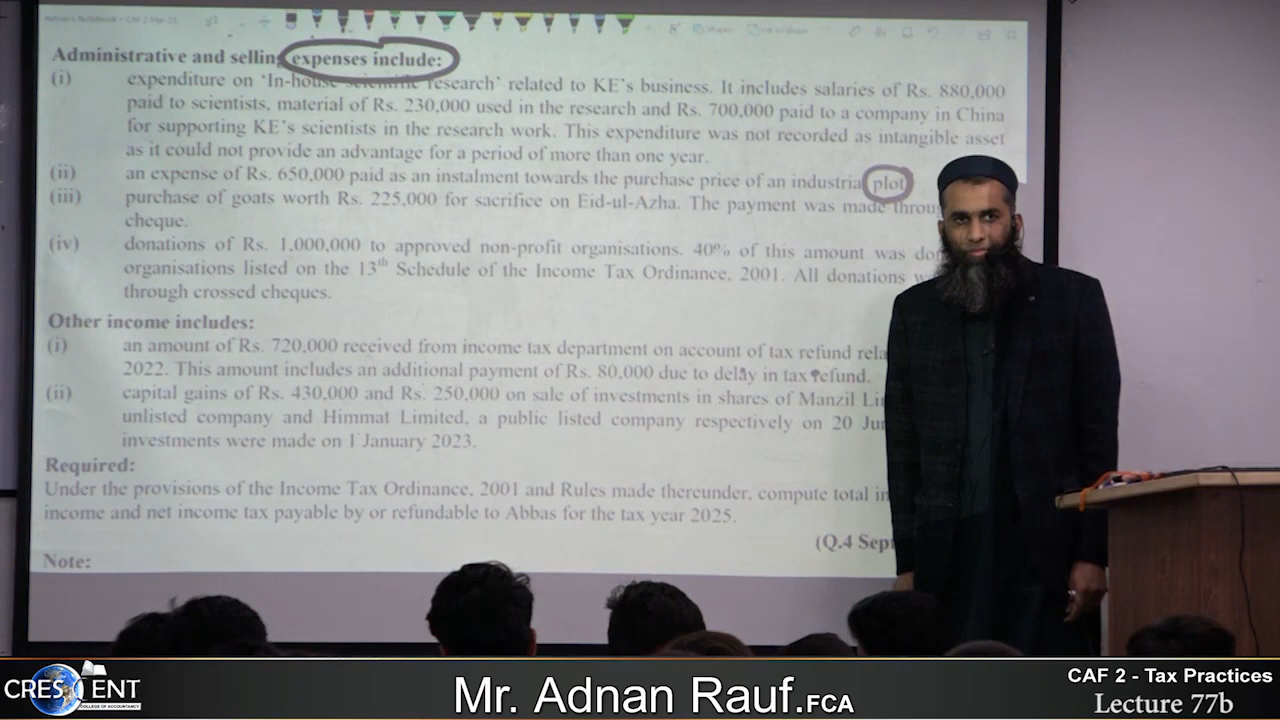 Administrative and selling expenses include:
(i) expenditure on ‘In-house scientific research’ related to KE’s business. It includes salaries of Rs. 880,000
paid to scientists, material of Rs. 230,000 used in the research and Rs. 700,000 paid to a company in China
for supporting KE’s scientists in the research work. This expenditure was not recorded as intangible asset
as it could not provide an advantage for a period of more than one year.
(ii) an expense of Rs. 650,000 paid as an instalment towards the purchase price of an industrial plot
(iii) purchase of goats worth Rs. 225,000 for sacrifice on Eid-ul-Azha. The payment was made throu
cheque.
(iv) donations of Rs. 1,000,000 to approved non-profit organisations. 40% of this amount was do
organisations listed on the 13th Schedule of the Income Tax Ordinance, 2001. All donations w
through crossed cheques.
Other income includes:
(i) an amount of Rs. 720,000 received from income tax department on account of tax refund rela
2022. This amount includes an additional payment of Rs. 80,000 due to delay in tax refund.
(ii) capital gains of Rs. 430,000 and Rs. 250,000 on sale of investments in shares of Manzil Li
unlisted company and Himmat Limited, a public listed company respectively on 20 Ju
investments were made on 1 January 2023.
Required:
Under the provisions of the Income Tax Ordinance, 2001 and Rules made thereunder, compute total in
income and net income tax payable by or refundable to Abbas for the tax year 2025.
(Q.4 Sep
Note:
CRESCENT
COLLEGE OF ACCOUNTANCY
Mr. Adnan Rauf.FCA
CAF 2 - Tax Practices
Lecture 77b